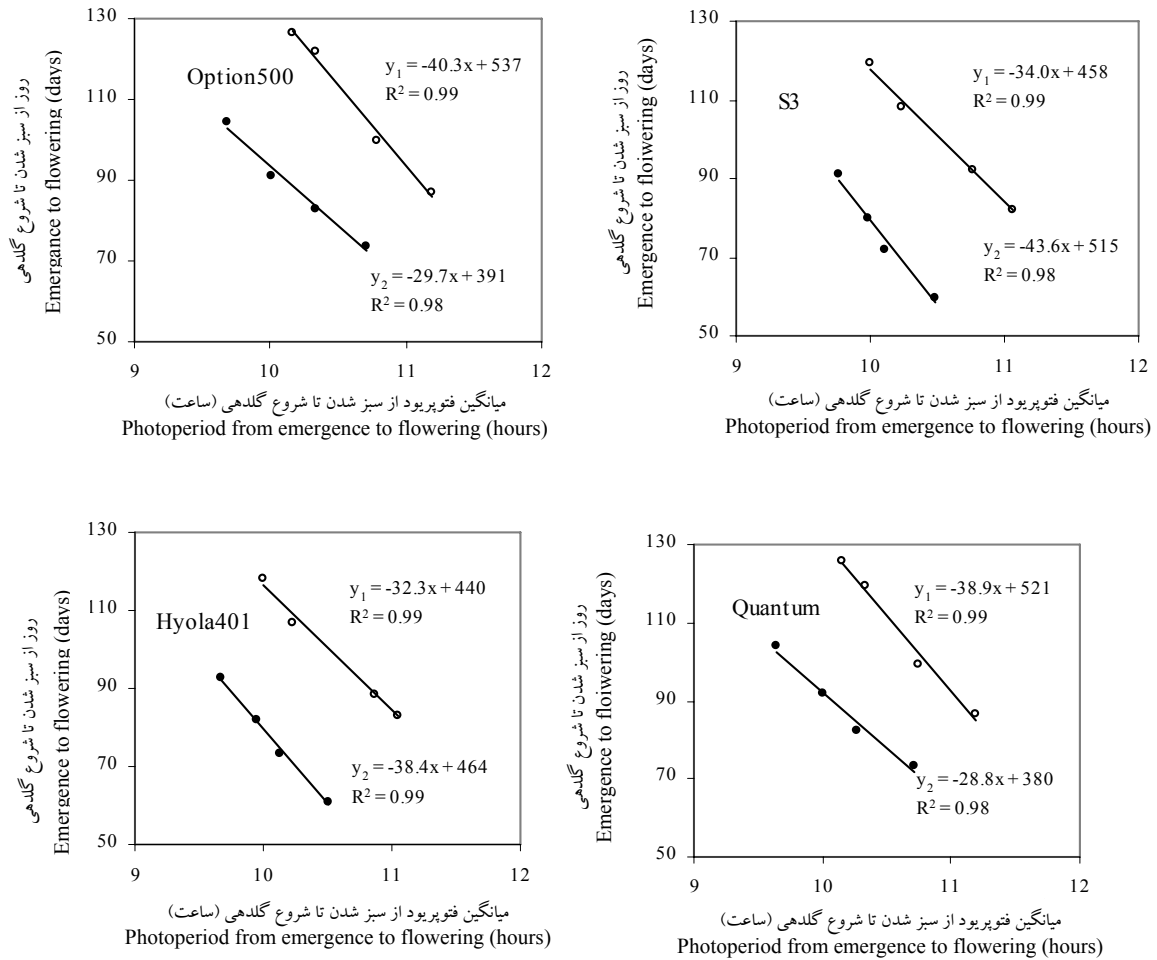 130
110
90
70
50
9 10 11 12
Option500
y1 = -40.3x + 537
R2 = 0.99
y2 = -29.7x + 391
R2 = 0.98
روز از سبز شدن تا شروع گلدهی
Emergance to flowering (days)
میانگین فتوپریود از سبز شدن تا شروع گلدهی (ساعت)
Photoperiod from emergence to flowering (hours)
130
110
90
70
50
9 10 11 12
S3
y1 = -34.0x + 458
R2 = 0.99
y2 = -43.6x + 515
R2 = 0.98
روز از سبز شدن تا شروع گلدهی
Emergence to floiwering (days)
میانگین فتوپریود از سبز شدن تا شروع گلدهی (ساعت)
Photoperiod from emergence to flowering (hours)
130
110
90
70
50
9 10 11 12
Hyola401
y1 = -32.3x + 440
R2 = 0.99
y2 = -38.4x + 464
R2 = 0.99
روز از سبز شدن تا شروع گلدهی
Emergence to floiwering (days)
میانگین فتوپریود از سبز شدن تا شروع گلدهی (ساعت)
Photoperiod from emergence to flowering (hours)
130
110
90
70
50
9 10 11 12
Quantum
y1 = -38.9x + 521
R2 = 0.99
y2 = -28.8x + 380
R2 = 0.98
روز از سبز شدن تا شروع گلدهی
Emergence to floiwering (days)
میانگین فتوپریود از سبز شدن تا شروع گلدهی (ساعت)
Photoperiod from emergence to flowering (hours)